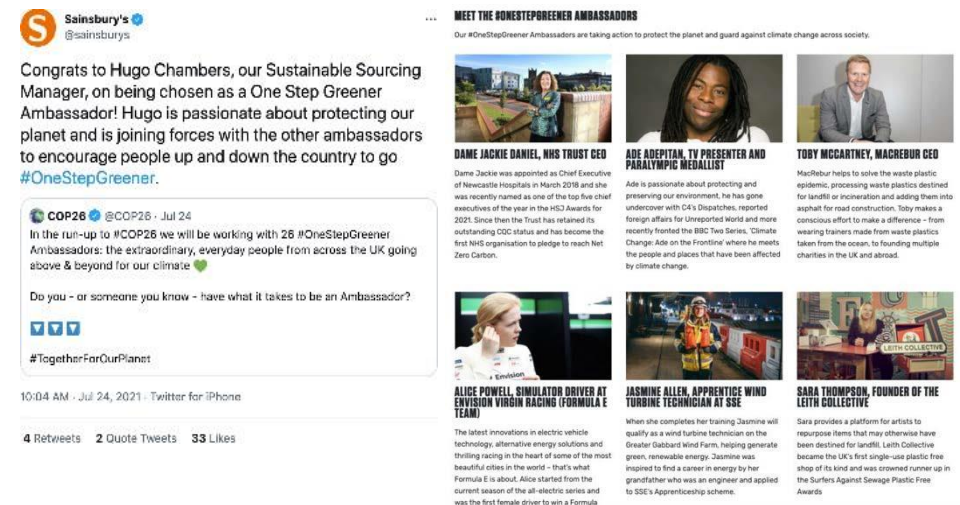 Sainsbury's
@sainsburys
Congrats to Hugo Chambers, our Sustainable Sourcing
Manager, on being chosen as a One Step Greener
Ambassador! Hugo is passionate about protecting our
planet and is joining forces with the other ambassadors
to encourage people up and down the country to go
#OneStepGreener.
COP26 @COP26 · Jul 24
In the run-up to #COP26 we will be working with 26 #OneStepGreener
Ambassadors: the extraordinary, everyday people from across the UK going
above & beyond for our climate 💚
Do you - or someone you know - have what it takes to be an Ambassador?
#TogetherForOurPlanet
10:04 AM · Jul 24, 2021 · Twitter for iPhone
4 Retweets 2 Quote Tweets 33 Likes
MEET THE #ONESTEPGREENER AMBASSADORS
Our #OneStepGreener Ambassadors are taking action to protect the planet and guard against climate change across society.
DAME JACKIE DANIEL, NHS TRUST CEO
Dame Jackie was appointed as Chief Executive
of Newcastle Hospitals in March 2018 and she
was recently named as one of the top five chief
executives of the year in the HSJ Awards for
2021. Since then the Trust has retained its
outstanding CQC status and has become the
first NHS organisation to pledge to reach Net
Zero Carbon.
ADE ADEPITAN, TV PRESENTER AND
PARALYMPIC MEDALLIST
Ade is passionate about protecting and
preserving our environment, he has gone
undercover with C4's Dispatches, reported
foreign affairs for Unreported World and more
recently fronted the BBC Two Series, 'Climate
Change: Ade on the Frontline' where he meets
the people and places that have been affected
by climate change.
TOBY MCCARTNEY, MACREBUR CEO
MacRebur helps to solve the waste plastic
epidemic, processing waste plastics destined
for landfill or incineration and adding them into
asphalt for road construction. Toby makes a
conscious effort to make a difference - from
wearing trainers made from waste plastics
taken from the ocean, to founding multiple
charities in the UK and abroad.
Envision
ALICE POWELL, SIMULATOR DRIVER AT
ENVISION VIRGIN RACING (FORMULA E
TEAM)
The latest innovations in electric vehicle
technology, alternative energy solutions and
thrilling racing in the heart of some of the most
beautiful cities in the world - that's what
Formula E is about. Alice started from the
current season of the all-electric series and
was the first female driver to win a Formula
JASMINE ALLEN, APPRENTICE WIND
TURBINE TECHNICIAN AT SSE
When she completes her training Jasmine will
qualify as a wind turbine technician on the
Greater Gabbard Wind Farm, helping generate
green, renewable energy. Jasmine was
inspired to find a career in energy by her
grandfather who was an engineer and applied
to SSE's Apprenticeship scheme.
LEITH COLLECTIVE
SARA THOMPSON, FOUNDER OF THE
LEITH COLLECTIVE
Sara provides a platform for artists to
repurpose items that may otherwise have
been destined for landfill. Leith Collective
became the UK's first single-use plastic free
shop of its kind and was crowned runner up in
the Surfers Against Sewage Plastic Free
Awards